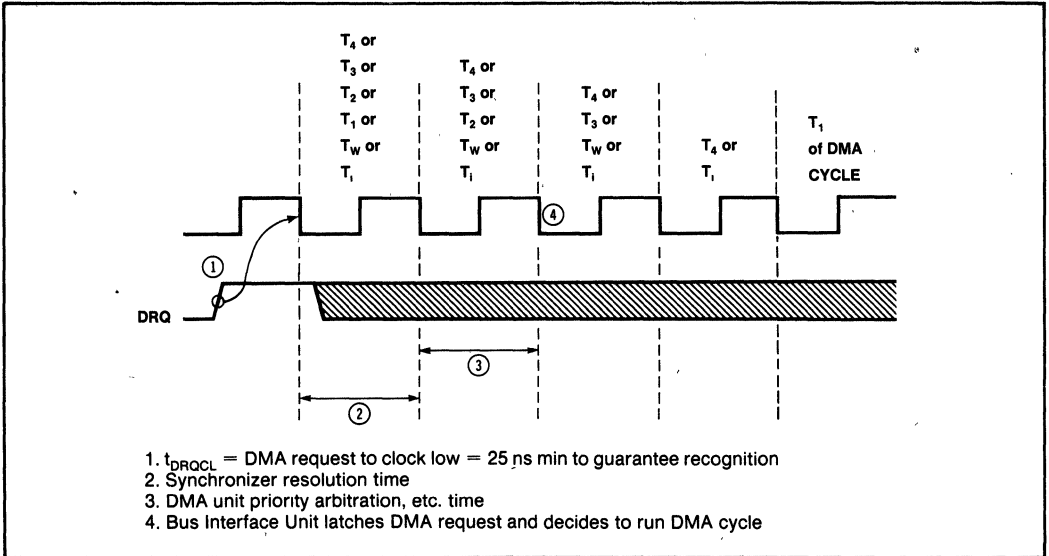 T4 or
T3 or
T2 or
T1 or
TW or
Ti
T4 or
T3 or
T2 or
TW or
Ti
T4 or
T3 or
TW or
Ti
T4 or
Ti
T1
of DMA
CYCLE
4
1
DRQ
3
2
1. tDRQCL = DMA request to clock low = 25 ns min to guarantee recognition
2. Synchronizer resolution time
3. DMA unit priority arbitration, etc. time
4. Bus Interface Unit latches DMA request and decides to run DMA cycle